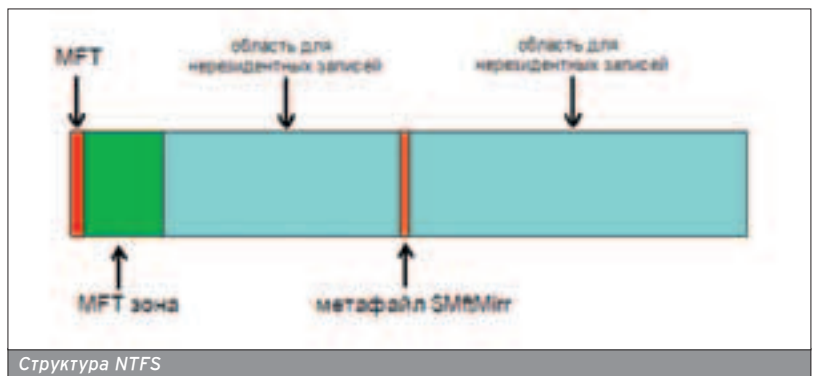 MFT
область для
нерезидентных записей
область для
нерезидентных записей
MFT зона
метафайл $MftMirr
Структура NTFS